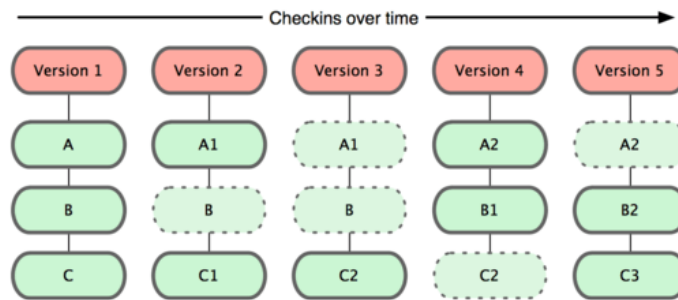 Checkins over time
Version 1 Version 2 Version 3 Version 4 Version 5
A A1 A1 A2 A2
B B B B1 B2
C C1 C2 C2 C3